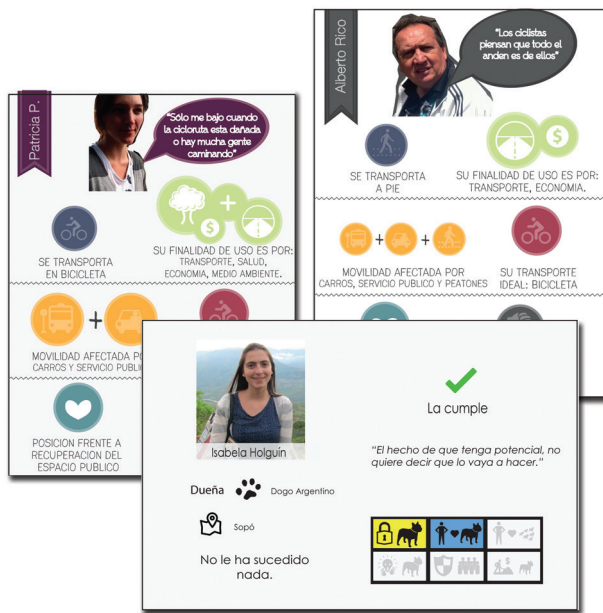 Patricia P.
"Sólo me bajo cuando
la cicloruta esta dañada
o hay mucha gente
caminando"
SE TRANSPORTA
EN BICICLETA
SU FINALIDAD DE USO ES POR:
TRANSPORTE, SALUD,
ECONOMIA, MEDIO AMBIENTE.
MOVILIDAD AFECTADA
CARROS Y SERVICIO
POSICION FRENTE A
RECUPERACION DEL
ESPACIO PUBLICO
Alberto Rico
"Los ciclistas
piensan que todo el
anden es de ellos"
SE TRANSPORTA
A PIE
SU FINALIDAD DE USO ES POR:
TRANSPORTE, ECONOMIA.
MOVILIDAD AFECTADA POR
CARROS, SERVICIO PUBLICO Y PEATONES
SU TRANSPORTE
IDEAL: BICICLETA
Isabela Holguín
Dueña
Dogo Argentino
Sopó
No le ha sucedido
nada.
La cumple
"El hecho de que tenga potencial, no
quiere decir que lo vaya a hacer."